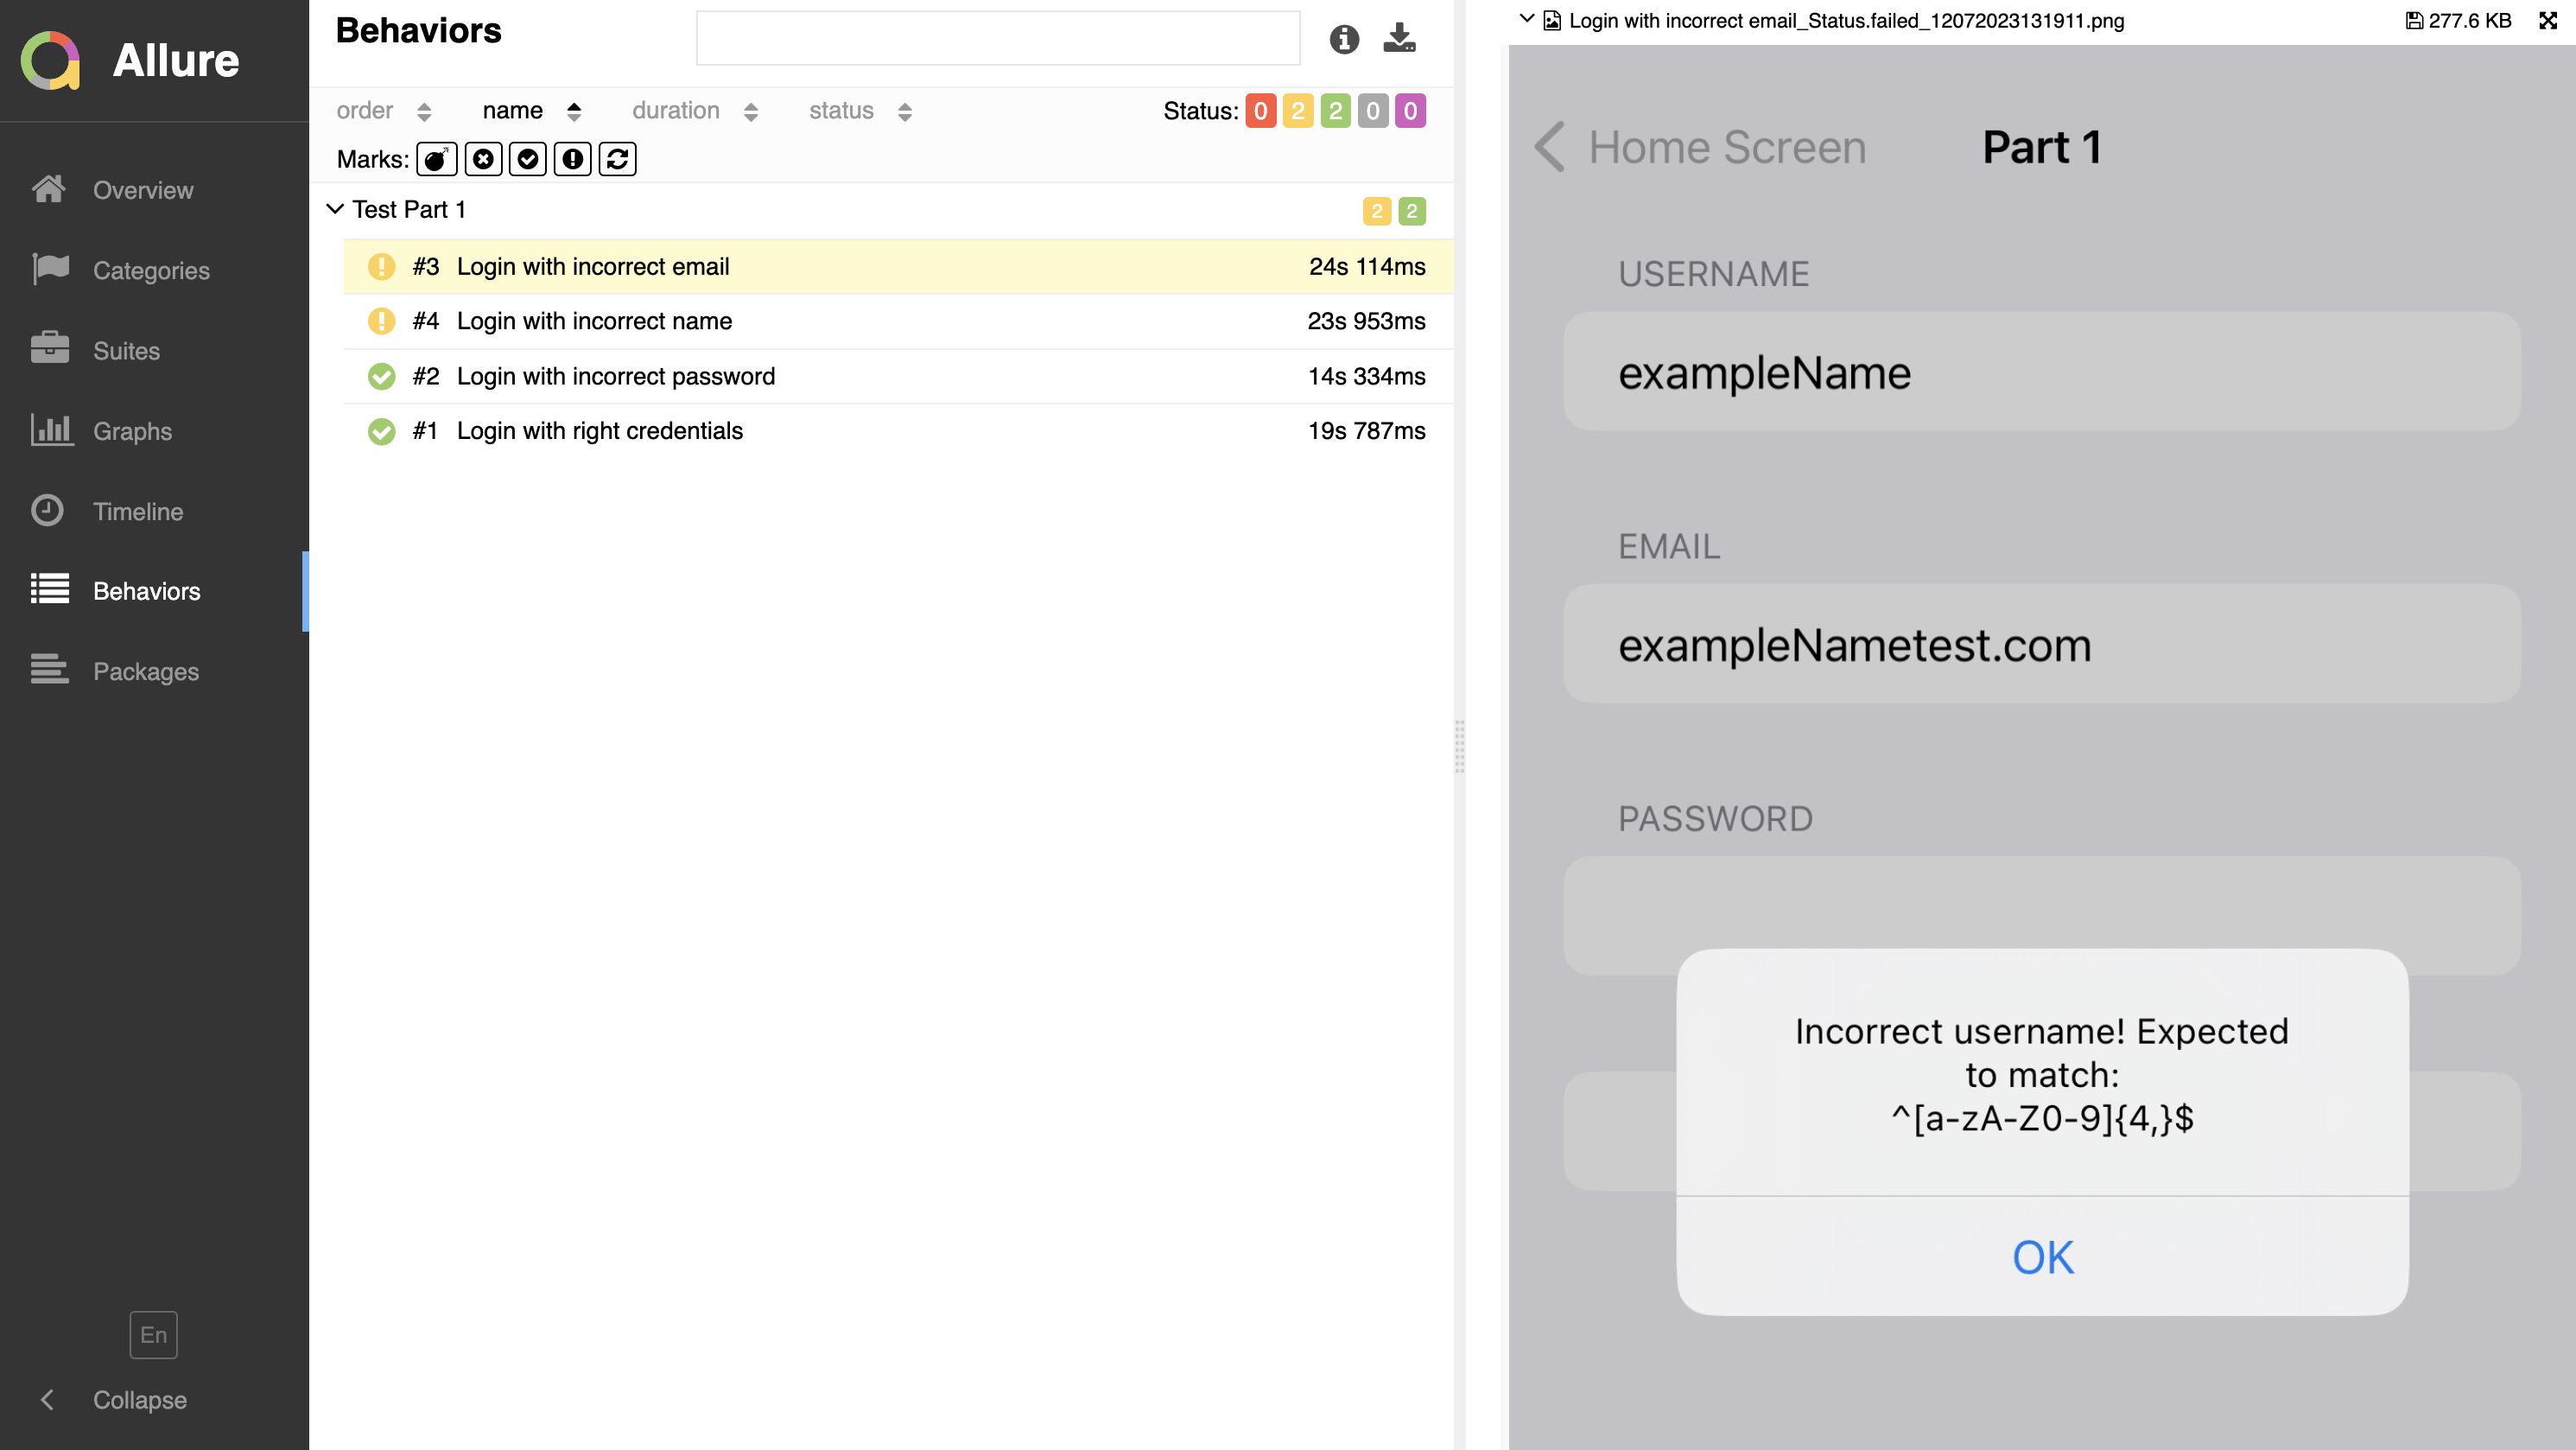 Allure
Overview
Categories
Suites
Graphs
Timeline
Behaviors
Packages
En
Collapse
Behaviors
order name duration status Status: 0 2 2 0 0
Marks:
Test Part 1 2 2
#3 Login with incorrect email 24s 114ms
#4 Login with incorrect name 23s 953ms
#2 Login with incorrect password 14s 334ms
#1 Login with right credentials 19s 787ms
Login with incorrect email_Status.failed_12072023131911.png 277.6 KB
Home Screen Part 1
USERNAME
exampleName
EMAIL
exampleNametest.com
PASSWORD
Incorrect username! Expected
to match:
^[a-zA-Z0-9]{4,}$
OK